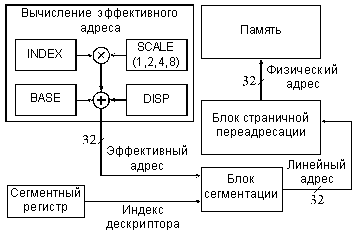 Вычисление эффективного
адреса
INDEX
SCALE
(1,2,4,8)
BASE
DISP
32
Эффективный
адрес
Память
32
Физический
адрес
Блок страничной
переадресации
Блок
сегментации
Линейный
адрес
32
Сегментный
регистр
Индекс
дескриптора